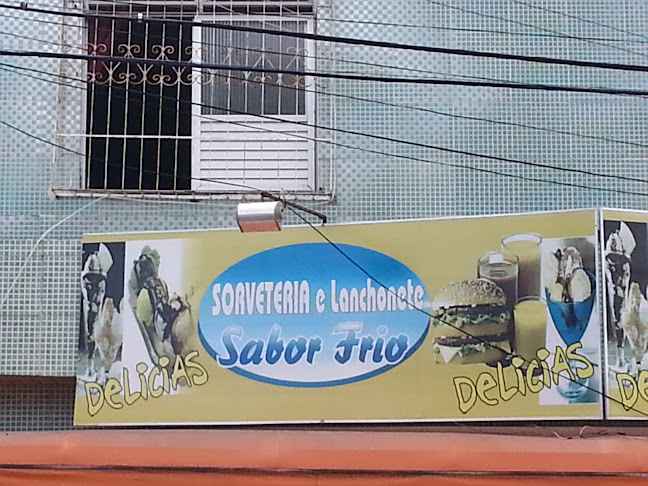 SORVETERIA e Lanchonete
Sabor Frio
DeLiciAS
DeLiciAS
De